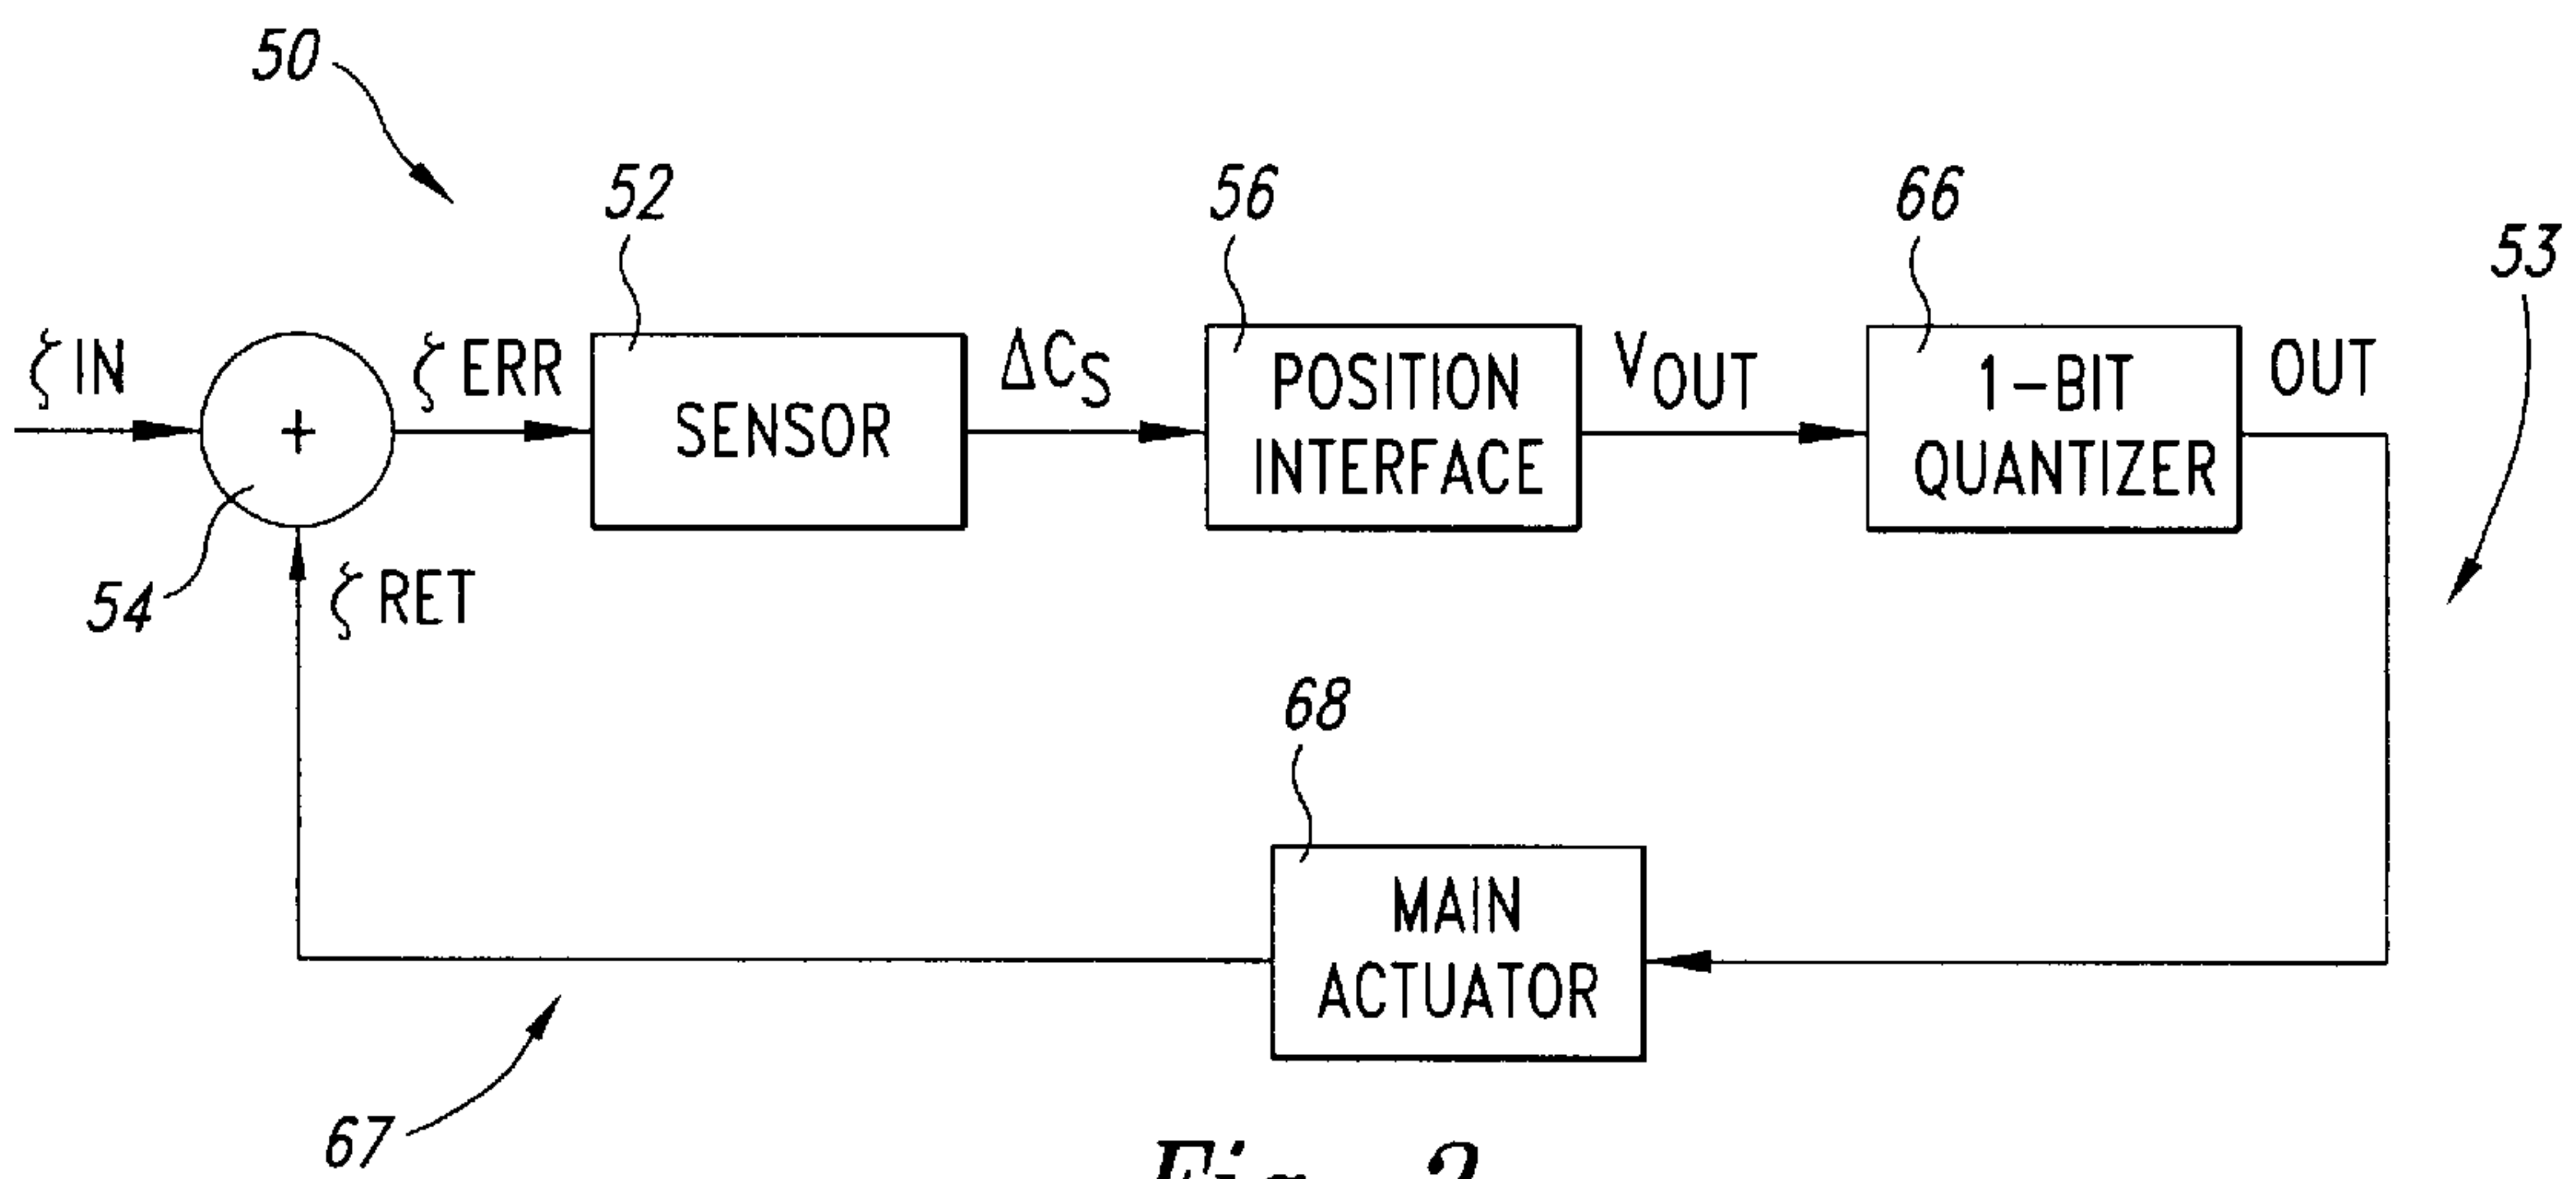 50
52
56
66
53
ζIN
ζERR
SENSOR
ΔCS
POSITION
INTERFACE
VOUT
1-BIT
QUANTIZER
OUT
+
54
ζRET
68
MAIN
ACTUATOR
67